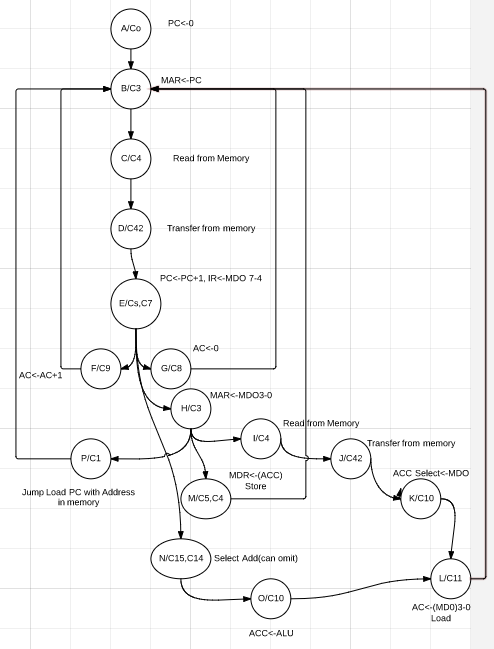 A/Co
PC<-0
B/C3
MAR<-PC
C/C4
Read from Memory
D/C42
Transfer from memory
PC<-PC+1, IR<-MDO 7-4
E/Cs,C7
AC<-0
F/C9
G/C8
AC<-AC+1
MAR<-MDO3-0
H/C3
Read from Memory
I/C4
Transfer from memory
P/C1
J/C42
MDR<-(ACC)
Store
ACC Select<-MDO
Jump Load PC with Address
in memory
M/C5,C4
K/C10
N/C15,C14
Select Add(can omit)
L/C11
O/C10
AC<-(MD0)3-0
Load
ACC<-ALU